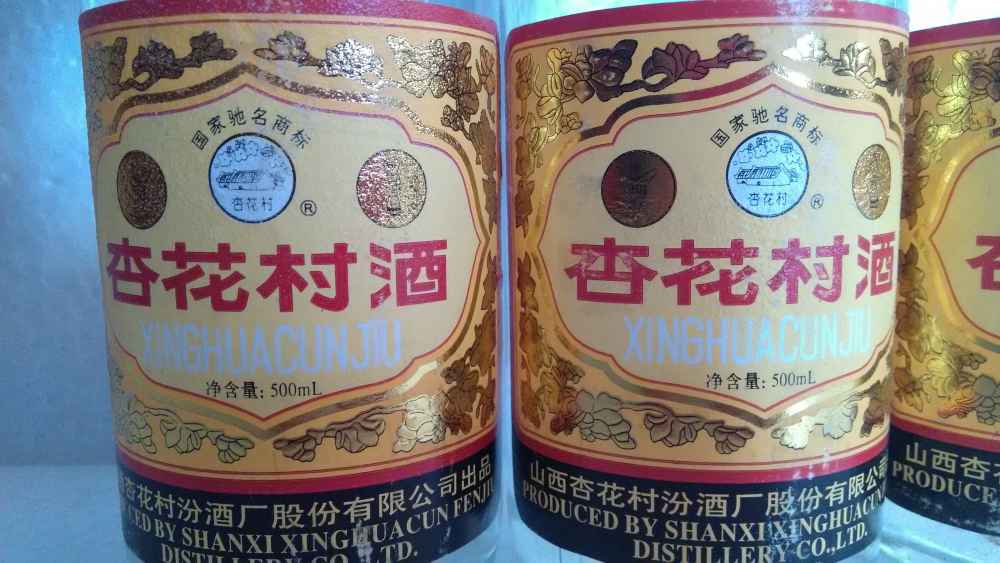 国家驰名商标
杏花村
®
杏花村酒
XINGHUACUNJIU
净含量: 500mL
杏花村汾酒厂股份有限公司出品
BY SHANXI XINGHUACUN FENJIU
DISTILLERY CO.,LTD.
国家驰名商标
杏花村
®
杏花村酒
XINGHUACUNJIU
净含量: 500mL
山西杏花村汾酒厂股份有限公司
PRODUCED BY SHANXI XINGHUACUN
DISTILLERY CO.,LTD.
山西杏